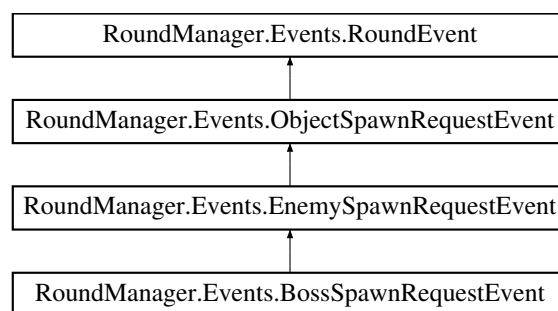 RoundManager.Events.RoundEvent
RoundManager.Events.ObjectSpawnRequestEvent
RoundManager.Events.EnemySpawnRequestEvent
RoundManager.Events.BossSpawnRequestEvent